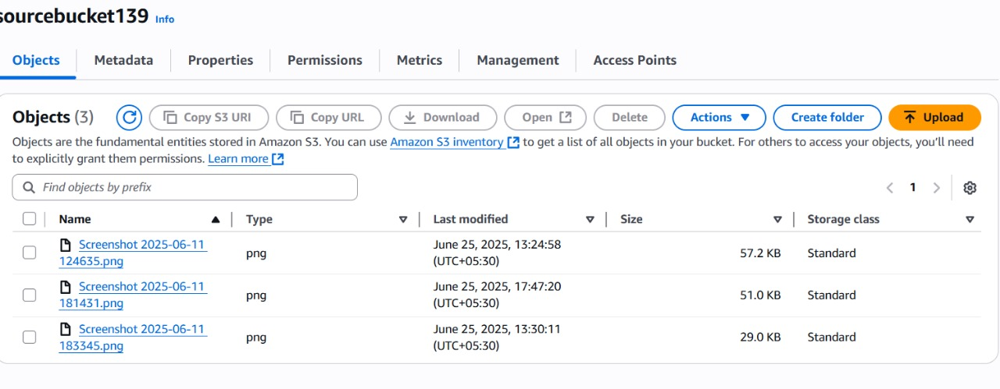 sourcebucket139 Info
Objects Metadata Properties Permissions Metrics Management Access Points
Objects (3) Copy S3 URI Copy URL Download Open Delete Actions Create folder Upload
Objects are the fundamental entities stored in Amazon S3. You can use Amazon S3 inventory to get a list of all objects in your bucket. For others to access your objects, you'll need
to explicitly grant them permissions. Learn more
Find objects by prefix 1
Name Type Last modified Size Storage class
Screenshot 2025-06-11 124635.png png June 25, 2025, 13:24:58 (UTC+05:30) 57.2 KB Standard
Screenshot 2025-06-11 181431.png png June 25, 2025, 17:47:20 (UTC+05:30) 51.0 KB Standard
Screenshot 2025-06-11 183345.png png June 25, 2025, 13:30:11 (UTC+05:30) 29.0 KB Standard